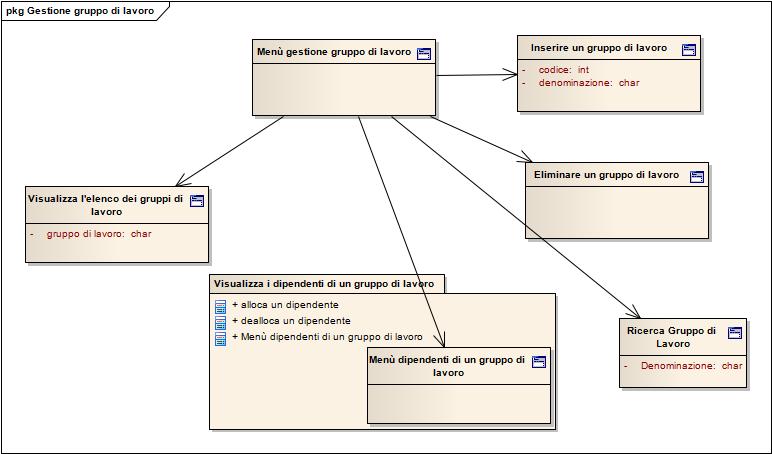 pkg Gestione gruppo di lavoro
Menù gestione gruppo di lavoro
Inserire un gruppo di lavoro
- codice: int
- denominazione: char
Eliminare un gruppo di lavoro
Visualizza l'elenco dei gruppi di
lavoro
- gruppo di lavoro: char
Visualizza i dipendenti di un gruppo di lavoro
+ alloca un dipendente
+ dealloca un dipendente
+ Menù dipendenti di un gruppo di lavoro
Menù dipendenti di un gruppo di
lavoro
Ricerca Gruppo di
Lavoro
- Denominazione: char